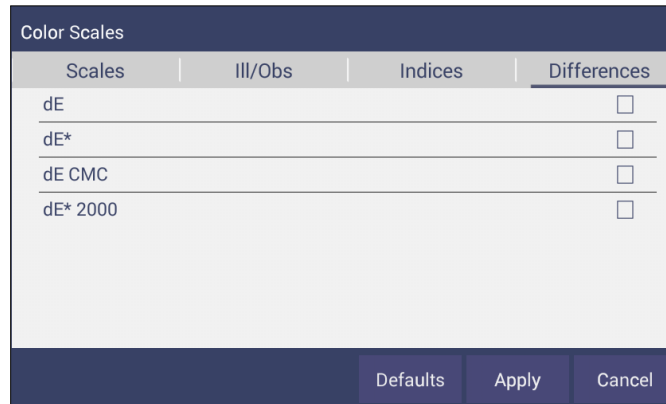 Color Scales
Scales Ill/Obs Indices Differences
dE
dE*
dE CMC
dE* 2000
Defaults Apply Cancel